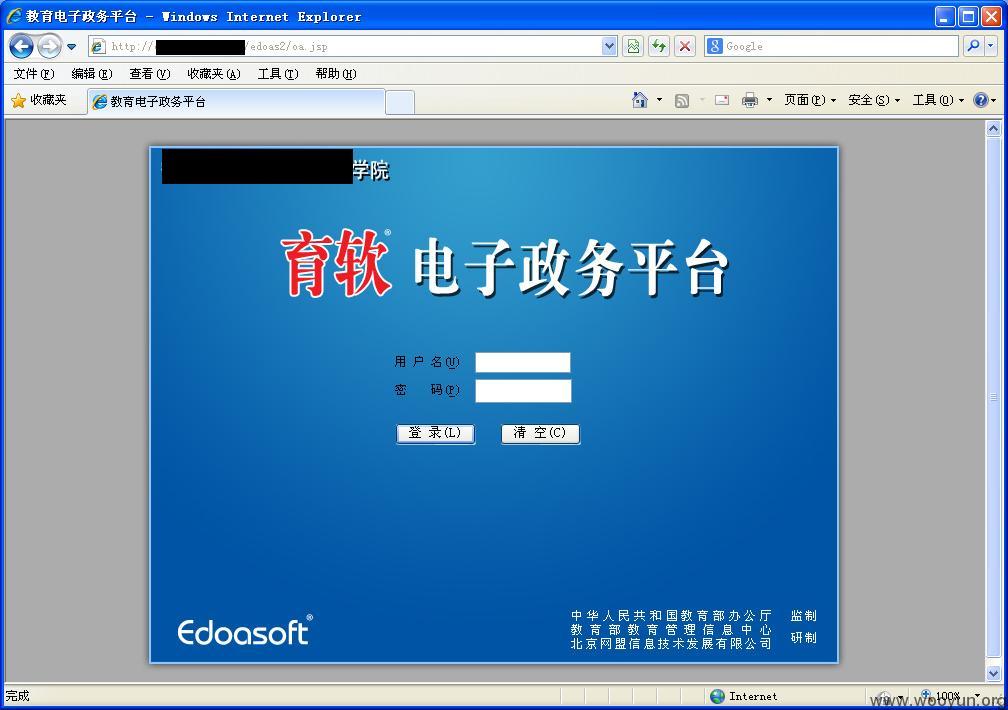 教育电子政务平台 - Windows Internet Explorer
http:// /edoas2/oa.jsp
Google
文件(F) 编辑(E) 查看(V) 收藏夹(A) 工具(T) 帮助(H)
收藏夹 教育电子政务平台 页面(P) 安全(S) 工具(O)
学院
育软® 电子政务平台
用户名(U)
密 码(P)
登 录(L) 清 空(C)
Edoasoft®
中华人民共和国教育部办公厅 监制
教育部教育管理信息中心
北京网盟信息技术发展有限公司 研制
完成 Internet 100%
www.wooyun.org